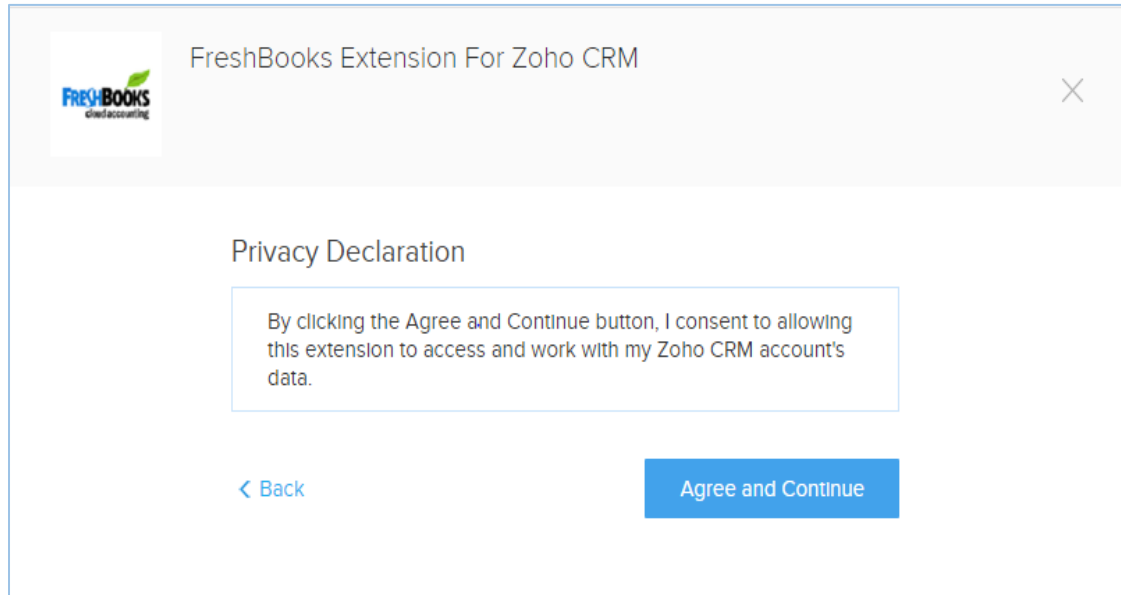 FreshBooks Extension For Zoho CRM
FRESHBOOKS
cloud accounting
Privacy Declaration
By clicking the Agree and Continue button, I consent to allowing
this extension to access and work with my Zoho CRM account's
data.
Back
Agree and Continue